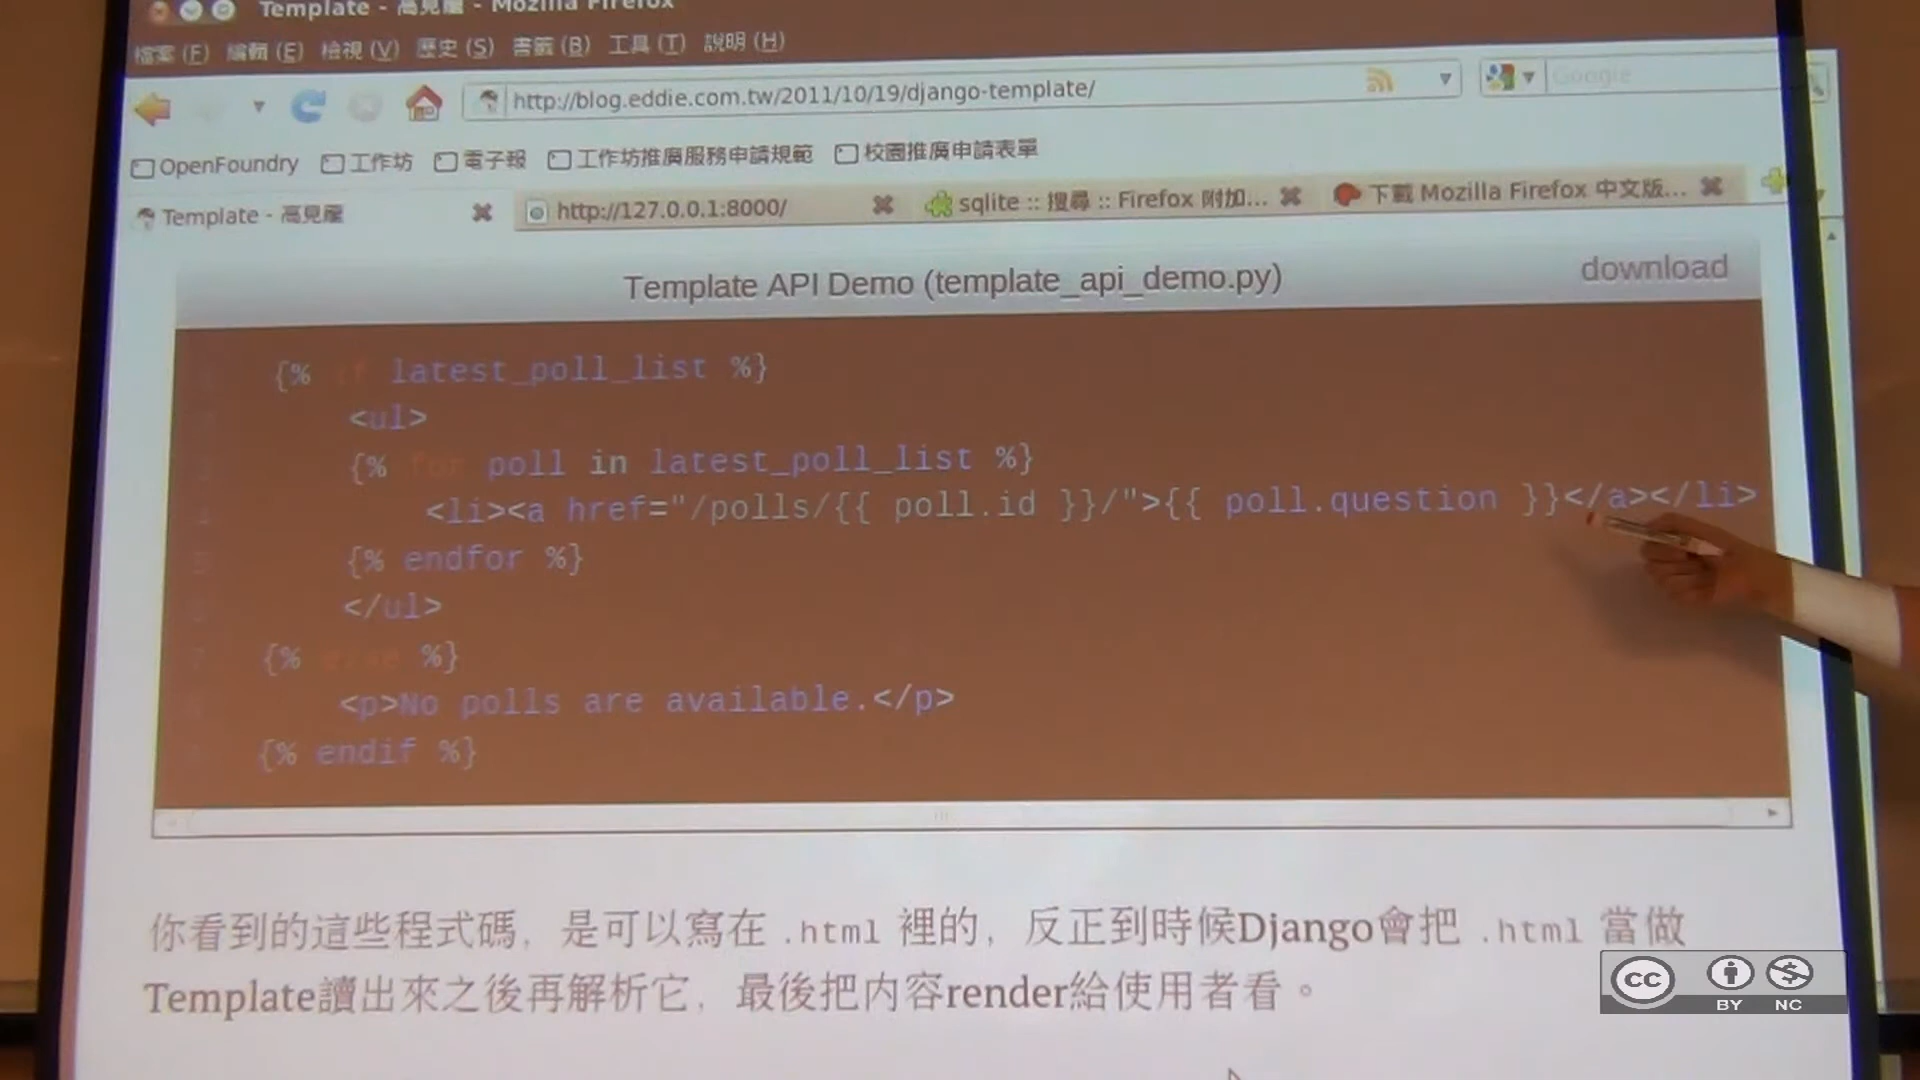 Template - 高見龍 - Mozilla Firefox
檔案 (F) 編輯 (E) 檢視 (V) 歷史 (S) 書籤 (B) 工具 (T) 說明 (H)
http://blog.eddie.com.tw/2011/10/19/django-template/ Google
OpenFoundry 工作坊 電子報 工作坊推廣服務申請規範 校園推廣申請表單
Template - 高見龍 http://127.0.0.1:8000/ sqlite :: 搜尋 :: Firefox 附加... 下載 Mozilla Firefox 中文版...
Template API Demo (template_api_demo.py) download
{% if latest_poll_list %}
<ul>
{% for poll in latest_poll_list %}
<li><a href="/polls/{{ poll.id }}/">{{ poll.question }}</a></li>
{% endfor %}
</ul>
{% else %}
<p>No polls are available.</p>
{% endif %}
你看到的這些程式碼，是可以寫在 .html 裡的，反正到時候Django會把 .html 當做
Template讀出來之後再解析它，最後把內容render給使用者看。
cc BY NC